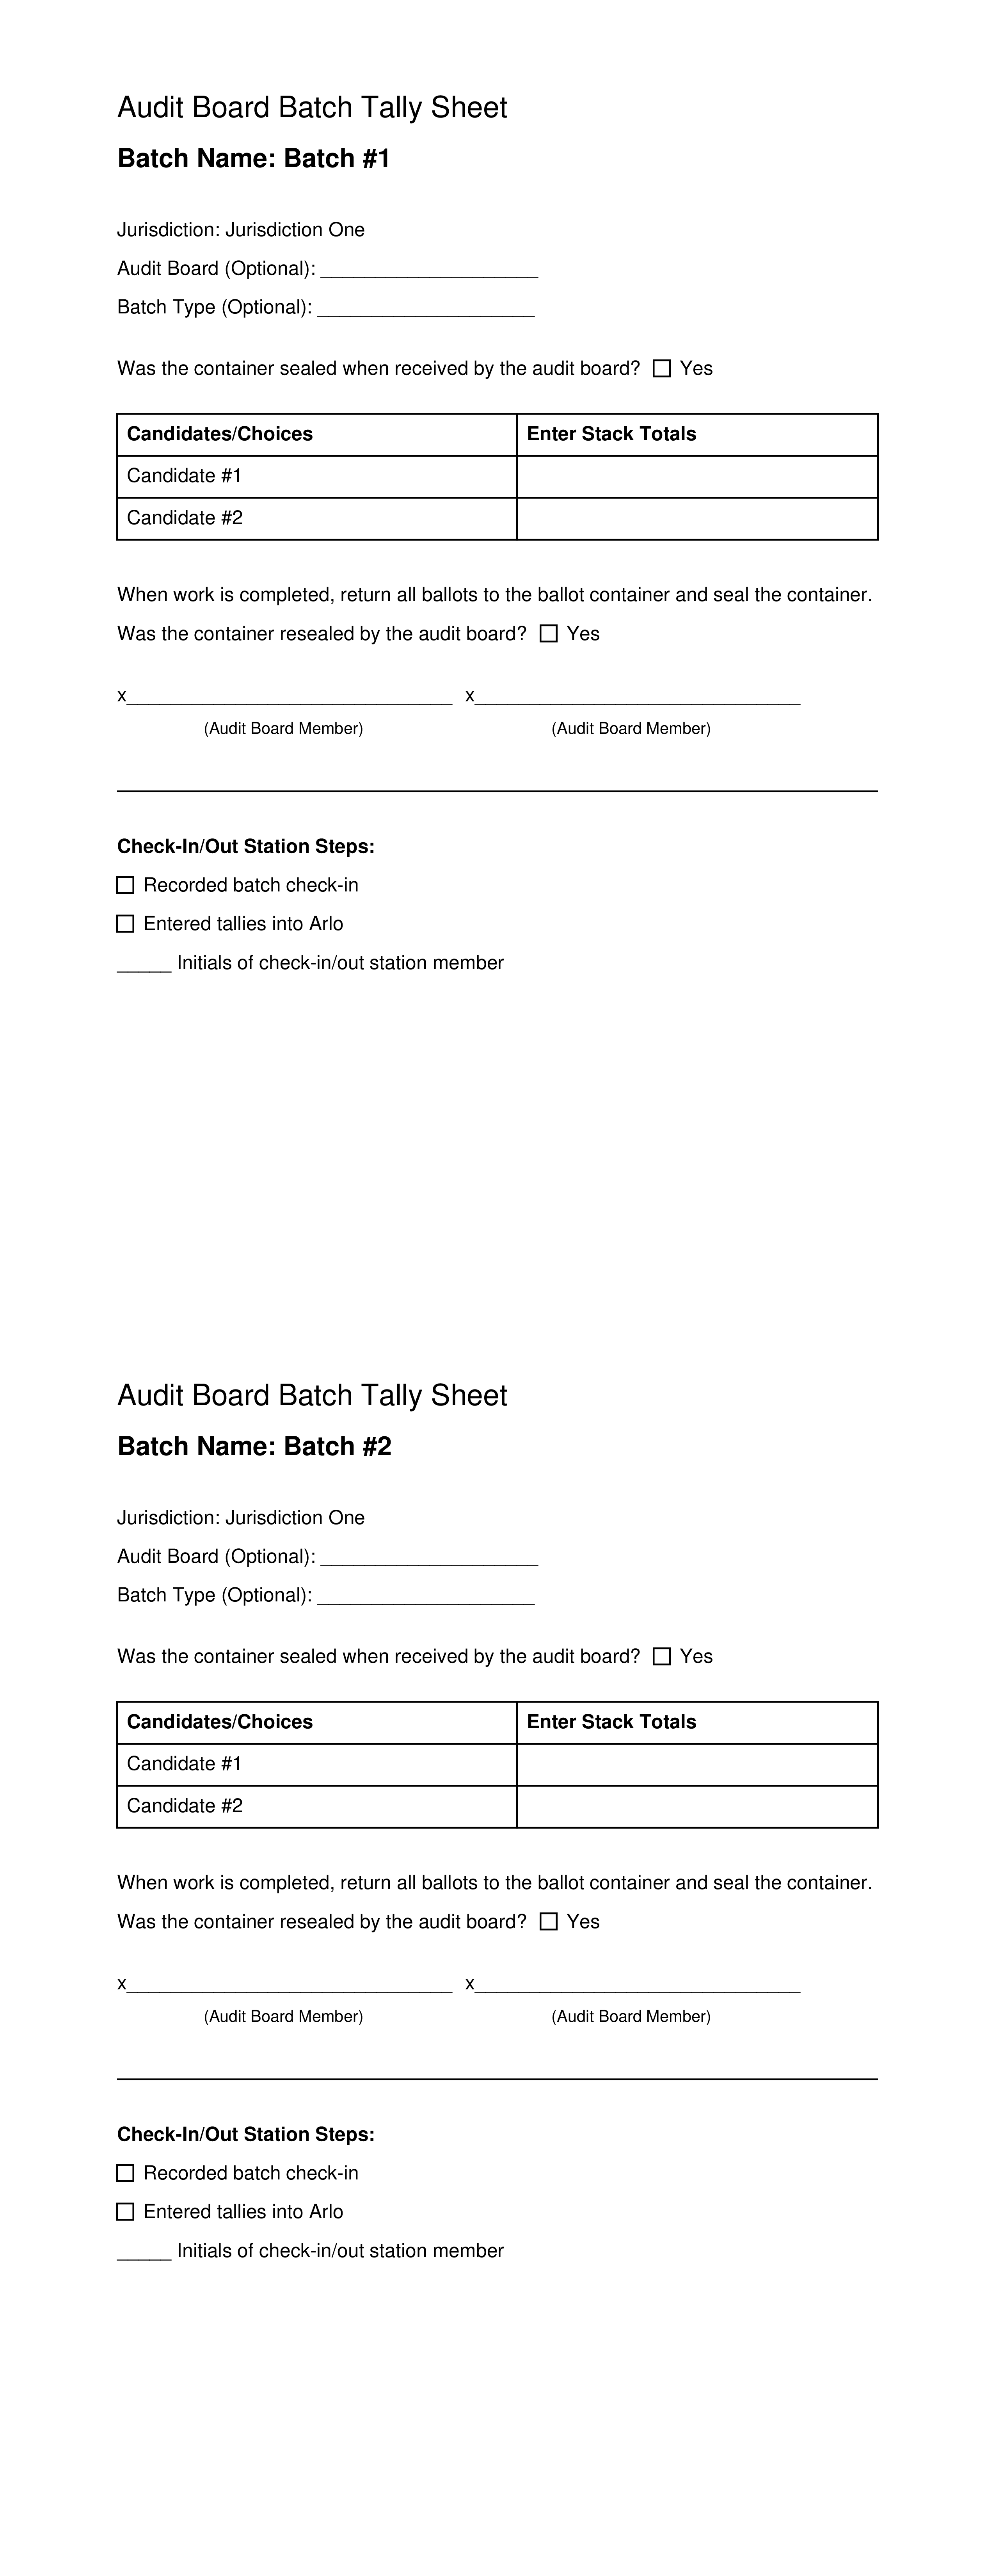 Audit Board Batch Tally Sheet
Batch Name: Batch #1
Jurisdiction: Jurisdiction One
Audit Board (Optional): ____________________
Batch Type (Optional): ____________________
Was the container sealed when received by the audit board? ☐ Yes
Candidates/Choices Enter Stack Totals
Candidate #1
Candidate #2
When work is completed, return all ballots to the ballot container and seal the container.
Was the container resealed by the audit board? ☐ Yes
x______________________________ x______________________________
(Audit Board Member) (Audit Board Member)
Check-In/Out Station Steps:
☐ Recorded batch check-in
☐ Entered tallies into Arlo
_____ Initials of check-in/out station member
Audit Board Batch Tally Sheet
Batch Name: Batch #2
Jurisdiction: Jurisdiction One
Audit Board (Optional): ____________________
Batch Type (Optional): ____________________
Was the container sealed when received by the audit board? ☐ Yes
Candidates/Choices Enter Stack Totals
Candidate #1
Candidate #2
When work is completed, return all ballots to the ballot container and seal the container.
Was the container resealed by the audit board? ☐ Yes
x______________________________ x______________________________
(Audit Board Member) (Audit Board Member)
Check-In/Out Station Steps:
☐ Recorded batch check-in
☐ Entered tallies into Arlo
_____ Initials of check-in/out station member